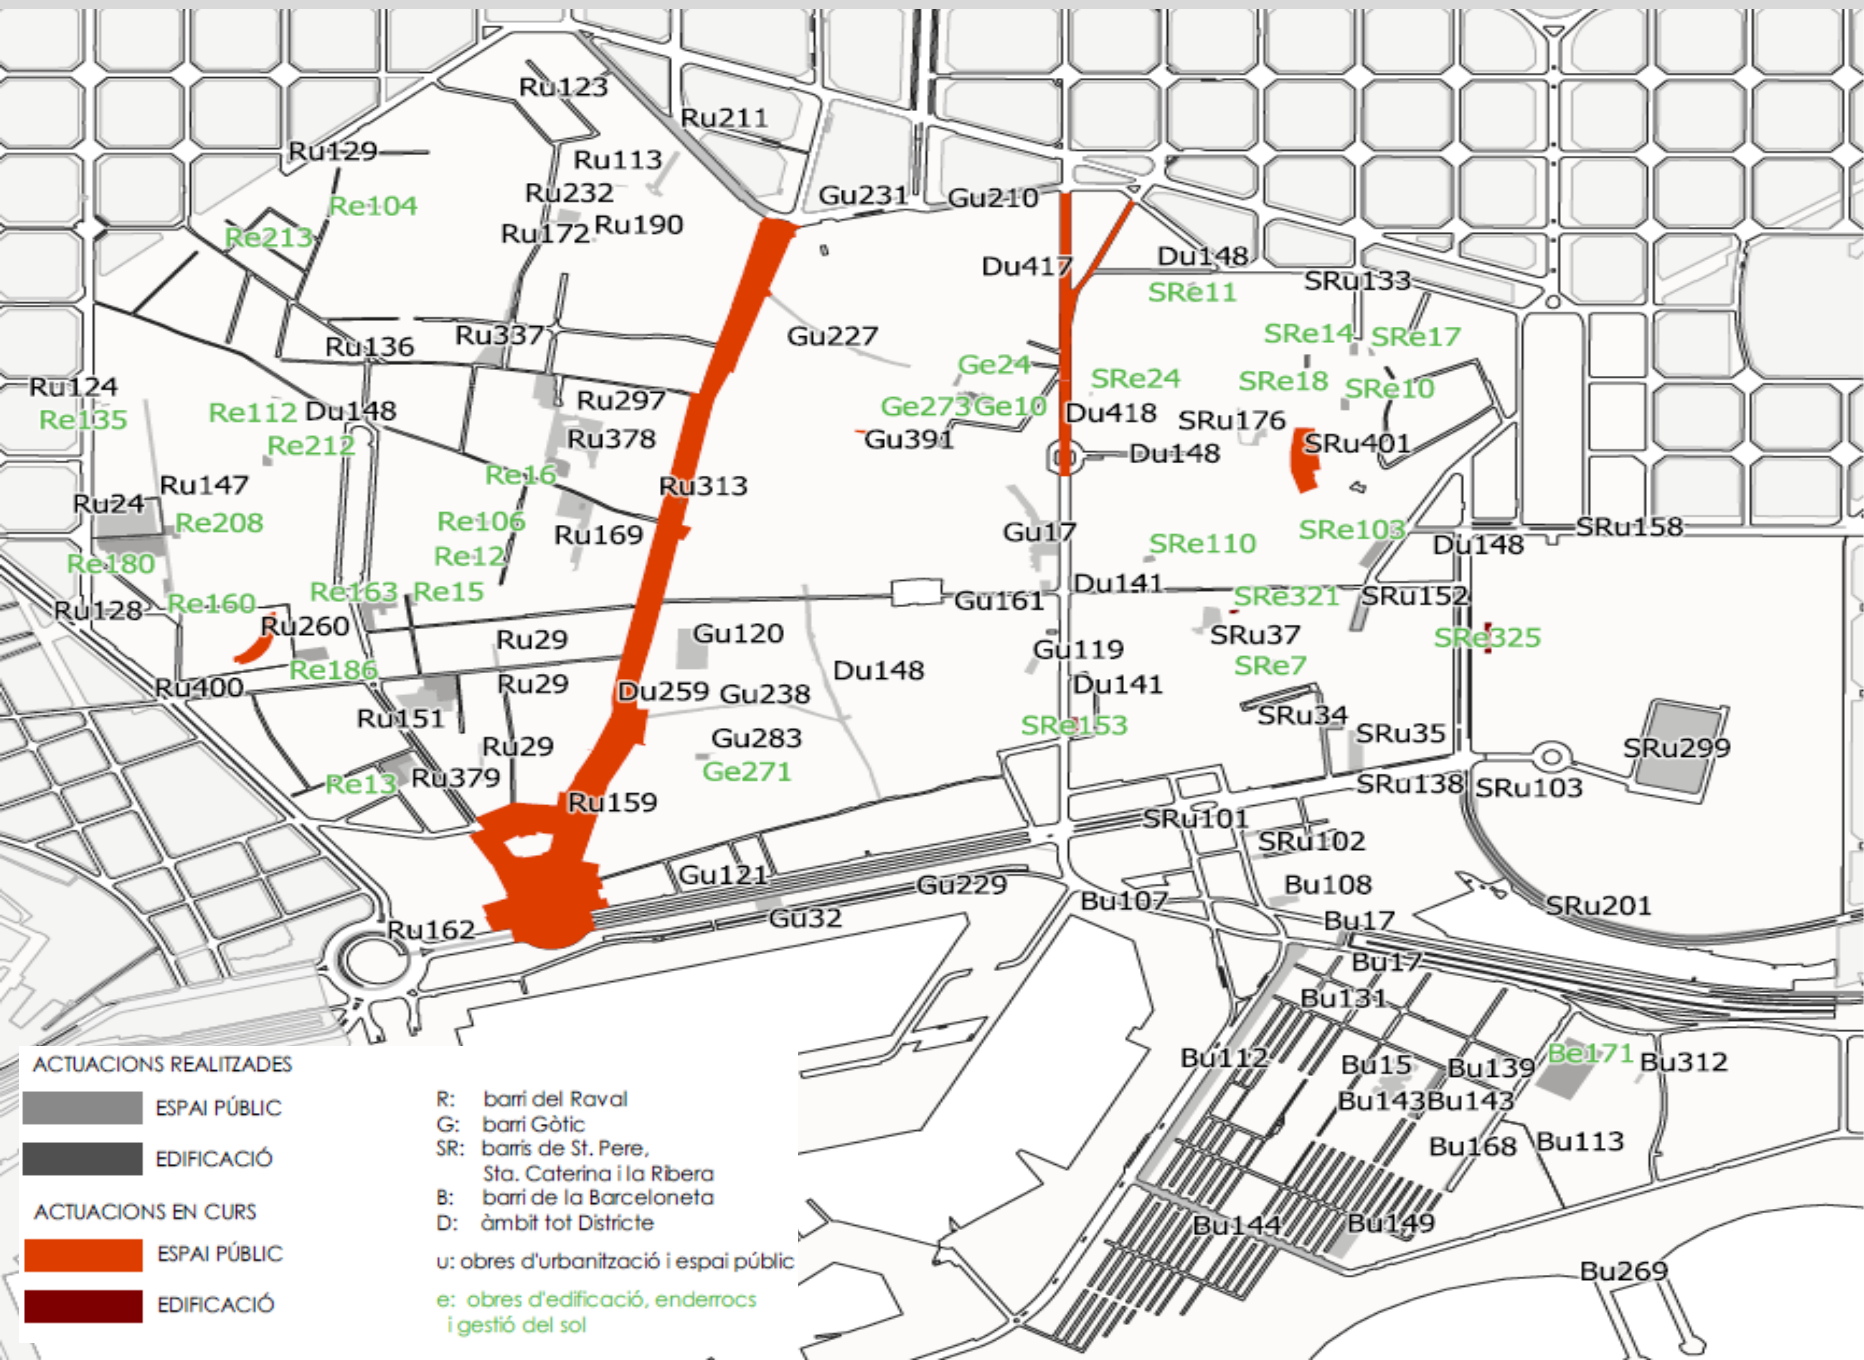 Ru123
Ru211
Ru129
Ru113
Ru232
Gu231
Gu210
Re104
Ru190
Ru172
Re213
Du417
Du148
SRu133
SRe11
Ru337
Gu227
SRe14
SRe17
Ru136
Ge24
Ru124
SRe24
SRe18
SRe10
Ru297
Re135
Re112
Du148
Ge273
Ge10
Du418
SRu176
Re212
Ru378
Gu391
Du148
SRu401
Re16
Ru147
Ru313
Ru24
Re208
Re106
Ru169
Gu17
SRe103
SRu158
Re180
Re12
SRe110
Du148
Re163
Re15
Du141
Ru128
Re160
Gu161
SRe321
SRu152
Ru260
Ru29
Gu120
SRu37
SRe325
Re186
Gu119
SRe7
Ru400
Ru29
Du259
Gu238
Du148
Du141
Ru151
SRe153
SRu34
Ru29
Gu283
SRu35
SRu299
Re13
Ru379
Ge271
SRu138
SRu103
Ru159
SRu101
SRu102
Gu121
Gu229
Bu108
Bu107
Ru162
Gu32
Bu17
SRu201
Bu17
Bu131
Bu112
Bu15
Bu139
Be171
Bu312
Bu143
Bu143
Bu168
Bu113
Bu144
Bu149
Bu269
ACTUACIONS REALITZADES
ESPAI PÚBLIC
EDIFICACIÓ
ACTUACIONS EN CURS
ESPAI PÚBLIC
EDIFICACIÓ
R: barri del Raval
G: barri Gòtic
SR: barris de St. Pere,
Sta. Caterina i la Ribera
B: barri de la Barceloneta
D: àmbit tot Districte
u: obres d'urbanització i espai públic
e: obres d'edificació, enderrocs
i gestió del sol